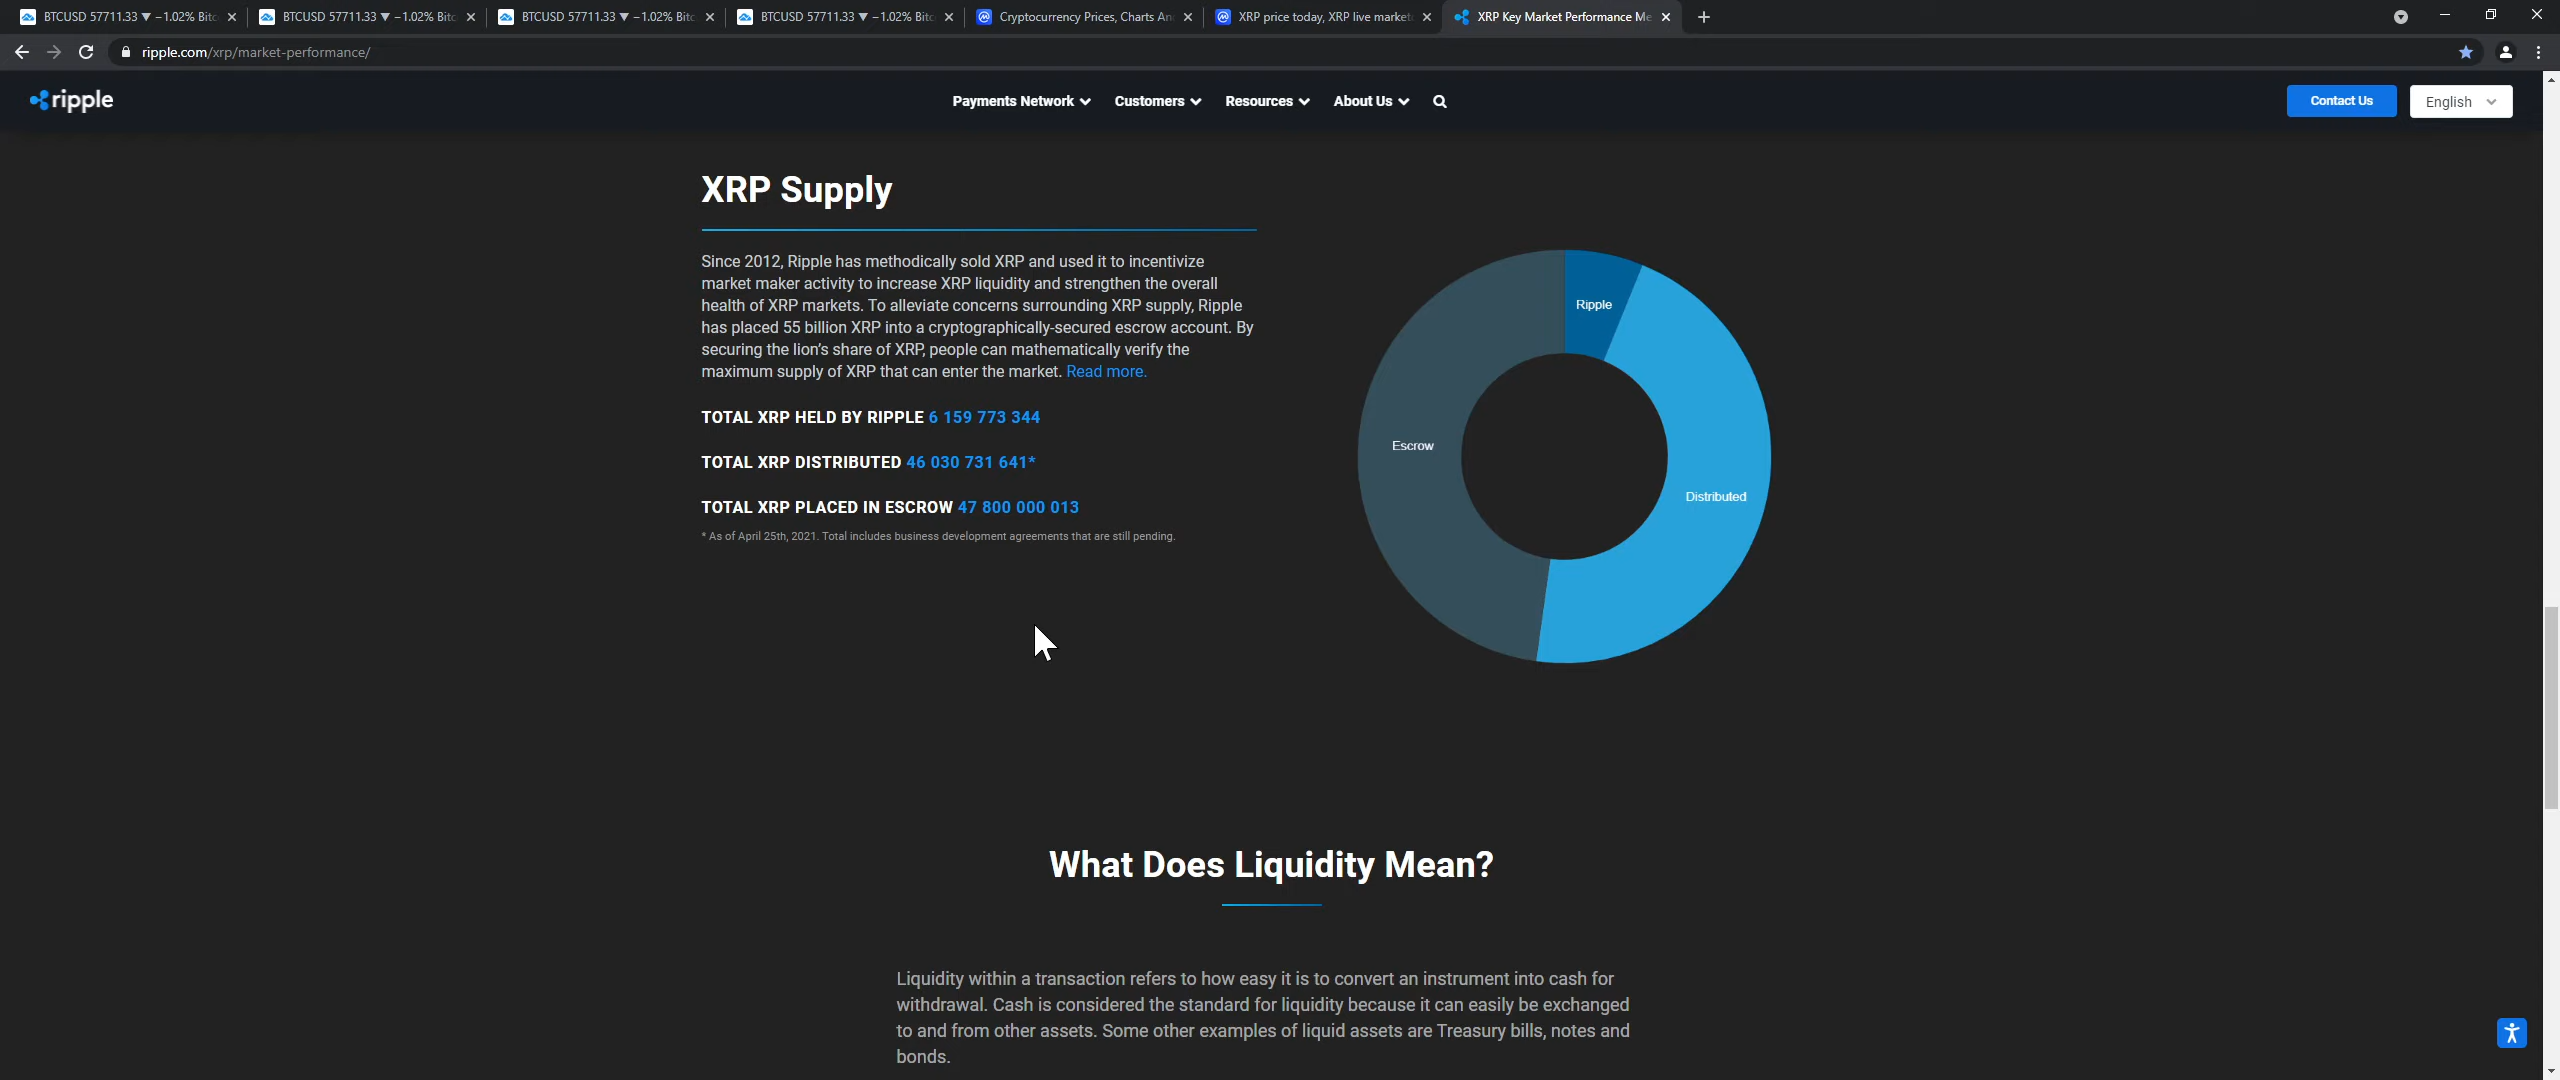 BTCUSD 57711.33 ▼ −1.02% Bitc
BTCUSD 57711.33 ▼ −1.02% Bitc
BTCUSD 57711.33 ▼ −1.02% Bitc
BTCUSD 57711.33 ▼ −1.02% Bitc
Cryptocurrency Prices, Charts An
XRP price today, XRP live market
XRP Key Market Performance Me
ripple.com/xrp/market-performance/
ripple
Payments Network
Customers
Resources
About Us
Contact Us
English
XRP Supply
Since 2012, Ripple has methodically sold XRP and used it to incentivize
market maker activity to increase XRP liquidity and strengthen the overall
health of XRP markets. To alleviate concerns surrounding XRP supply, Ripple
has placed 55 billion XRP into a cryptographically-secured escrow account. By
securing the lion's share of XRP, people can mathematically verify the
maximum supply of XRP that can enter the market. Read more.
TOTAL XRP HELD BY RIPPLE 6 159 773 344
TOTAL XRP DISTRIBUTED 46 030 731 641*
TOTAL XRP PLACED IN ESCROW 47 800 000 013
* As of April 25th, 2021. Total includes business development agreements that are still pending.
Ripple
Escrow
Distributed
What Does Liquidity Mean?
Liquidity within a transaction refers to how easy it is to convert an instrument into cash for
withdrawal. Cash is considered the standard for liquidity because it can easily be exchanged
to and from other assets. Some other examples of liquid assets are Treasury bills, notes and
bonds.